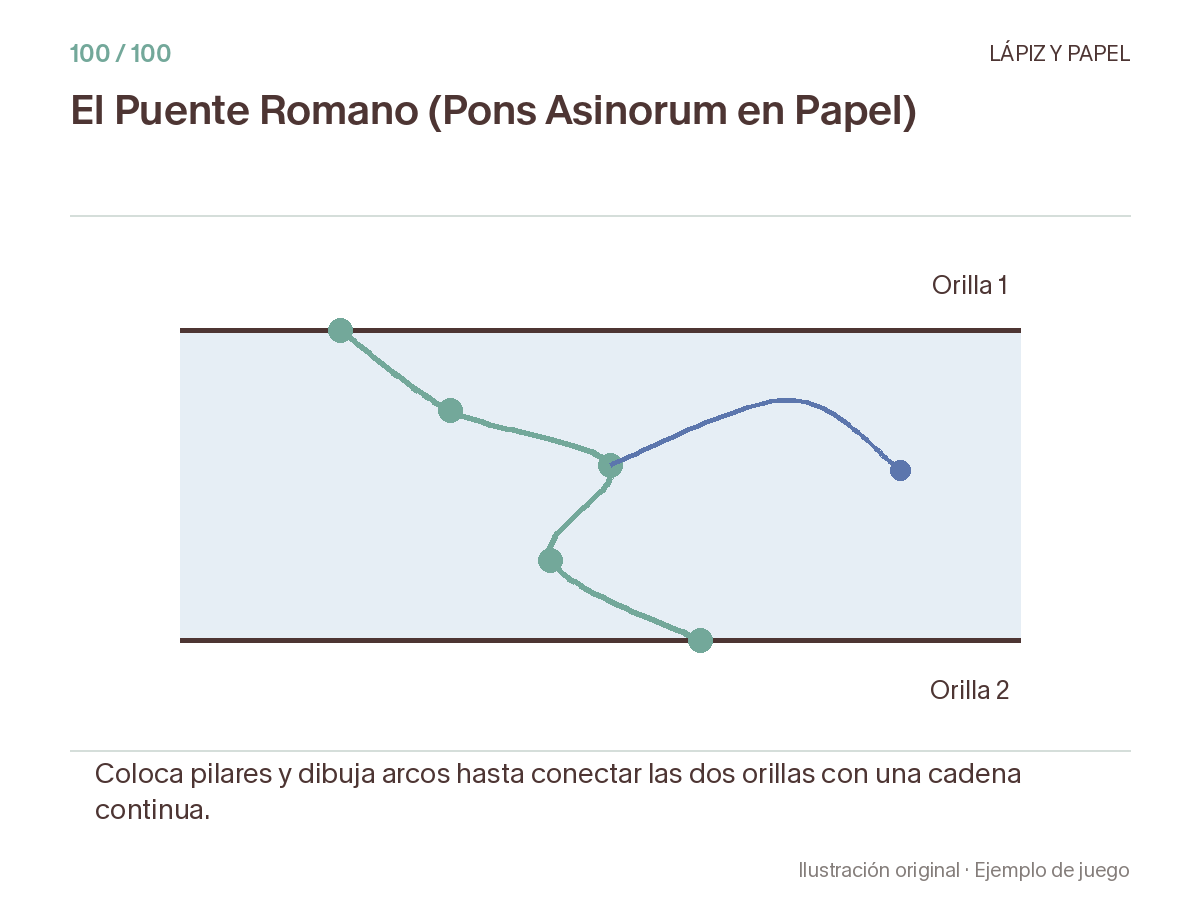 100 / 100
LÁPIZ Y PAPEL
El Puente Romano (Pons Asinorum en Papel)
Orilla 1
Orilla 2
Coloca pilares y dibuja arcos hasta conectar las dos orillas con una cadena
continua.
Ilustración original · Ejemplo de juego